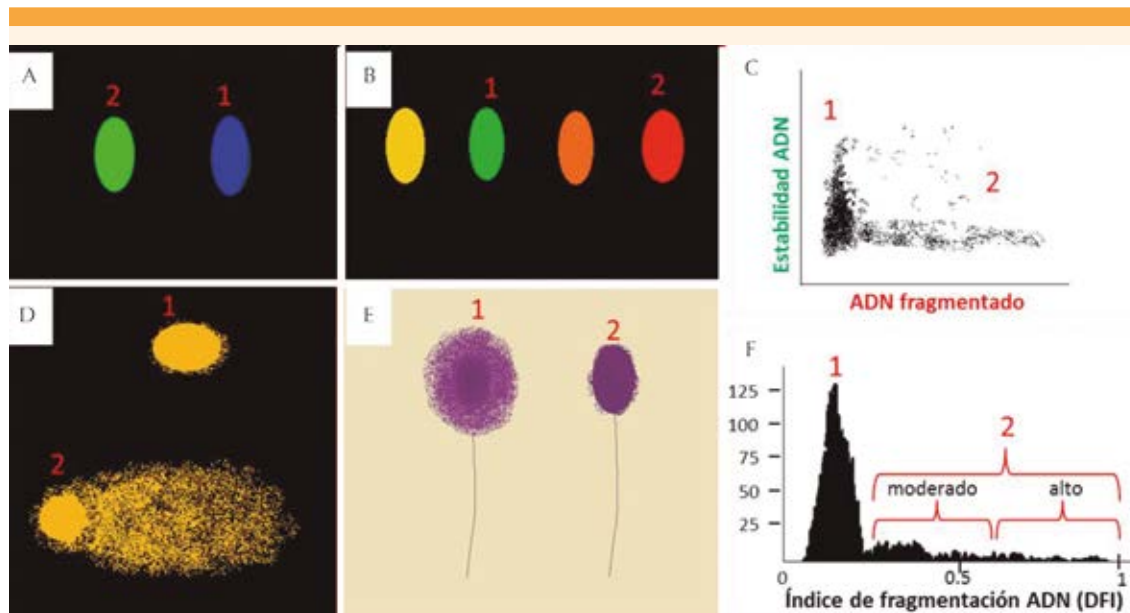 A
2 1
B
1 2
C
1
2
Estabilidad ADN
ADN fragmentado
D
1
2
E
1
2
F
1
2
moderado alto
125
100
75
50
25
0 0.5 1
Índice de fragmentación ADN (DFI)